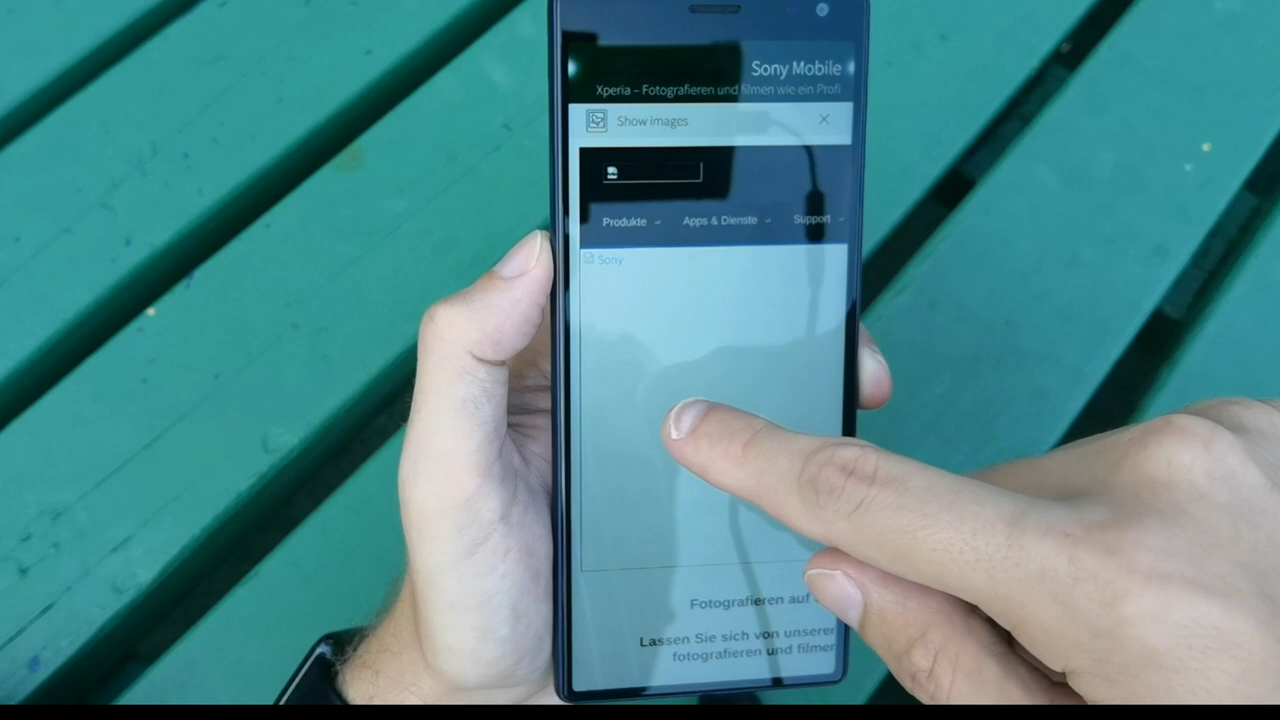 Sony Mobile
Xperia – Fotografieren und filmen wie ein Profi
Show images
Produkte Apps & Dienste Support
Sony
Fotografieren auf
Lassen Sie sich von unserer
fotografieren und filmen